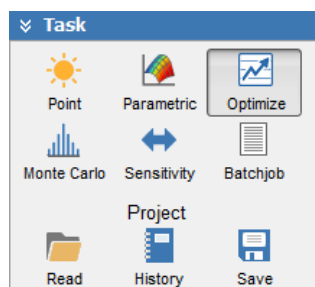 Task
Point Parametric Optimize
Monte Carlo Sensitivity Batchjob
Project
Read History Save